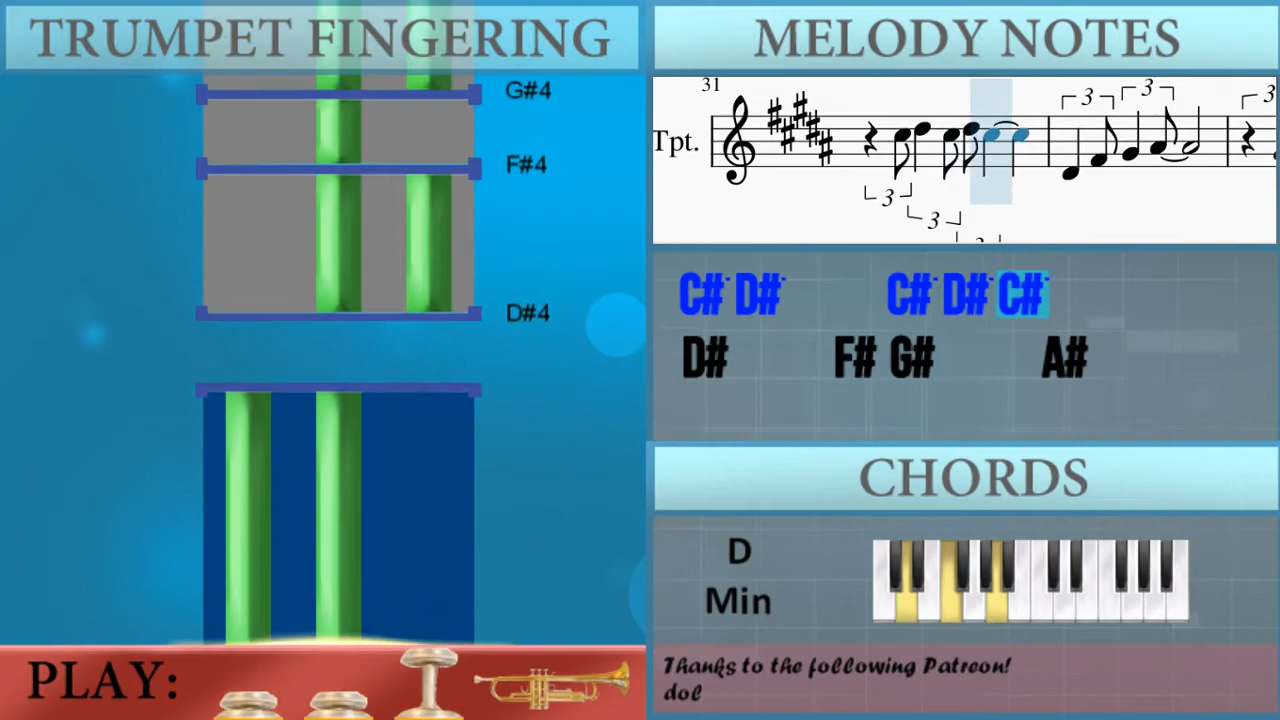 TRUMPET FINGERING
G#4
F#4
D#4
PLAY:
MELODY NOTES
31
3 3 3
Tpt.
3
3
C# D# C# D# C#
D# F# G# A#
CHORDS
D
Min
Thanks to the following Patreon!
dol